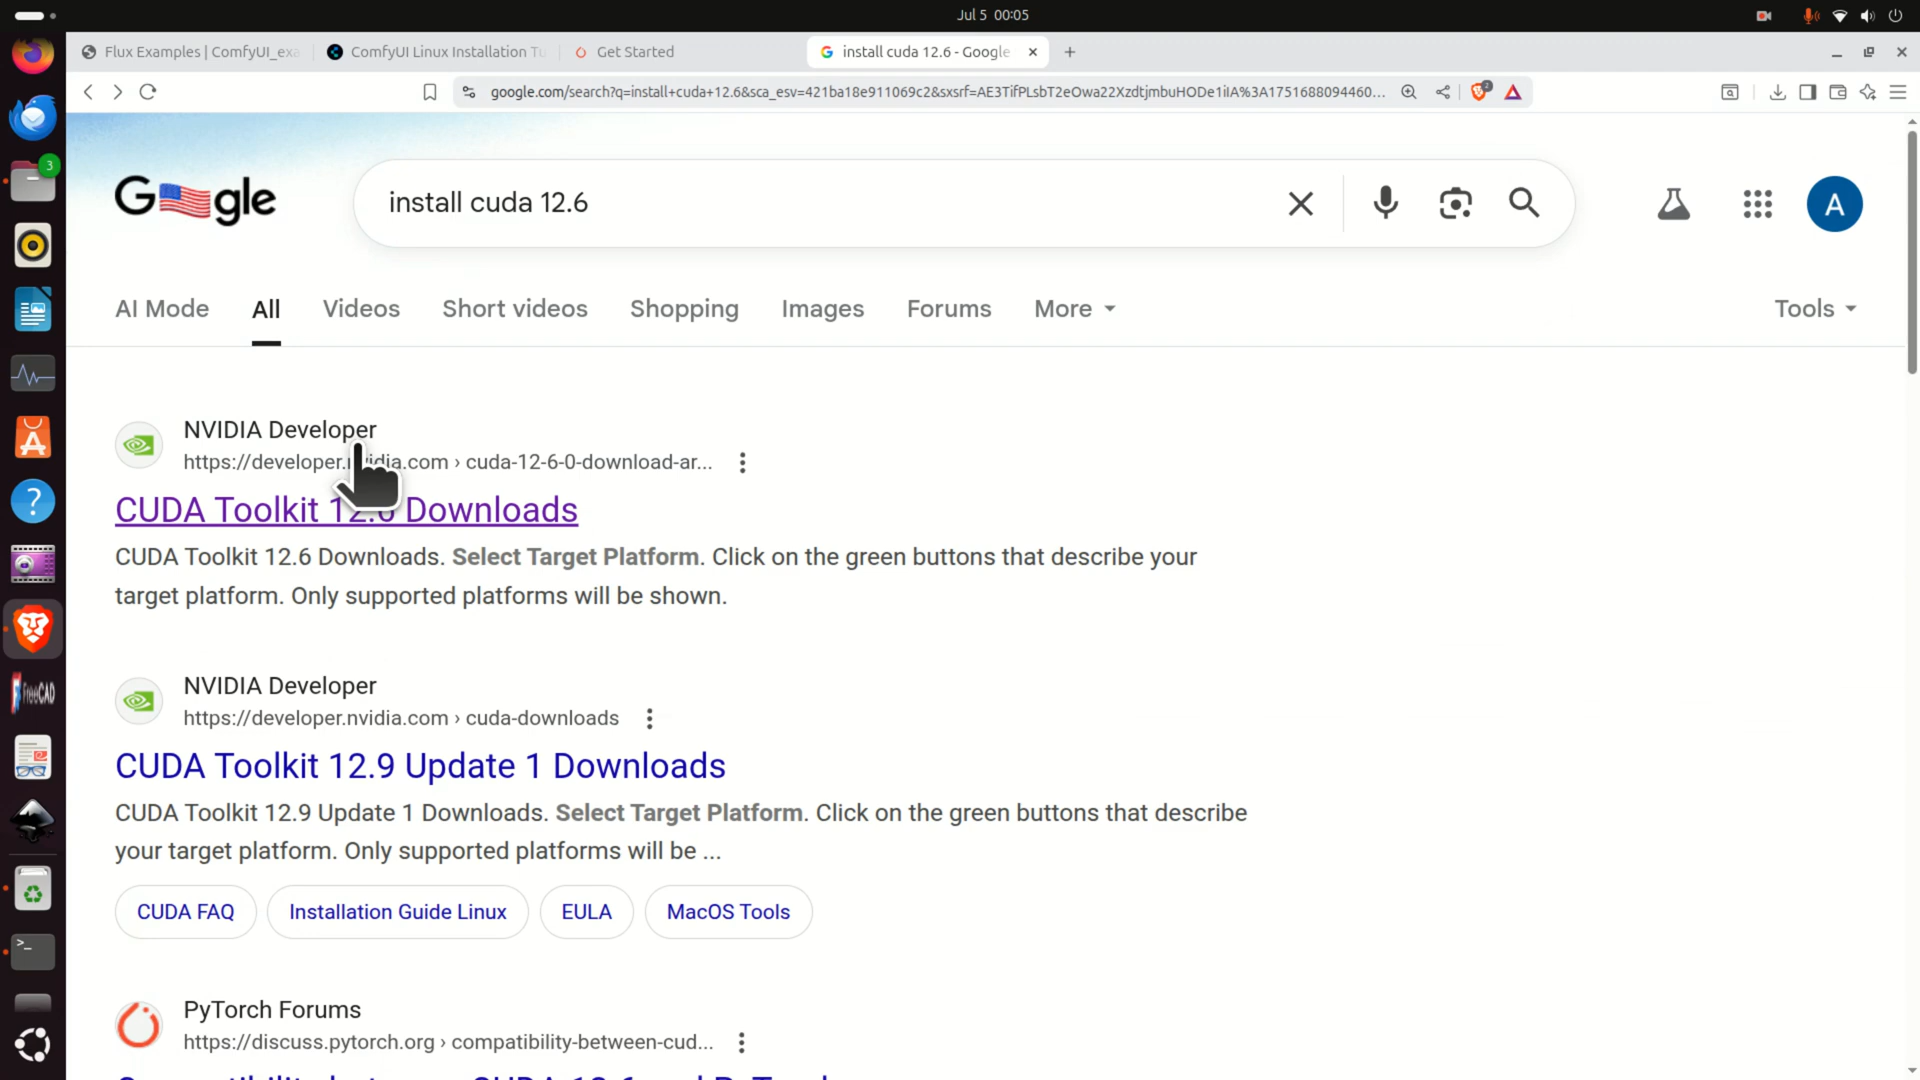 Jul 5 00:05
Flux Examples | ComfyUI_exa
ComfyUI Linux Installation Tu
Get Started
install cuda 12.6 - Google
google.com/search?q=install+cuda+12.6&sca_esv=421ba18e911069c2&sxsrf=AE3TifPLsbT2eOwa22XzdtjmbuHODe1ilA%3A1751688094460...
2
3
Google
install cuda 12.6
A
AI Mode
All
Videos
Short videos
Shopping
Images
Forums
More
Tools
NVIDIA Developer
https://developer.nvidia.com › cuda-12-6-0-download-ar...
CUDA Toolkit 12.6 Downloads
CUDA Toolkit 12.6 Downloads. Select Target Platform. Click on the green buttons that describe your
target platform. Only supported platforms will be shown.
NVIDIA Developer
https://developer.nvidia.com › cuda-downloads
CUDA Toolkit 12.9 Update 1 Downloads
CUDA Toolkit 12.9 Update 1 Downloads. Select Target Platform. Click on the green buttons that describe
your target platform. Only supported platforms will be ...
CUDA FAQ
Installation Guide Linux
EULA
MacOS Tools
FreeCAD
PyTorch Forums
https://discuss.pytorch.org › compatibility-between-cud...